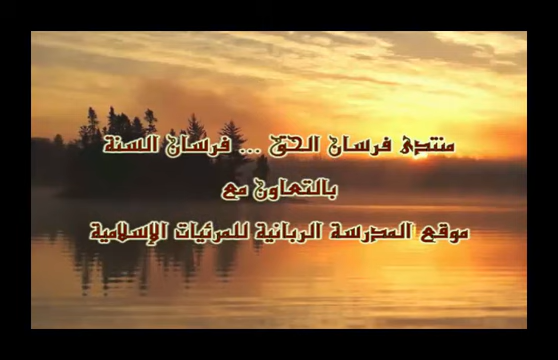 منتدى فرسان الحق ... فرسان السنة
بالتعاون مع
موقع المدرسة الربانية للمرئيات الإسلامية